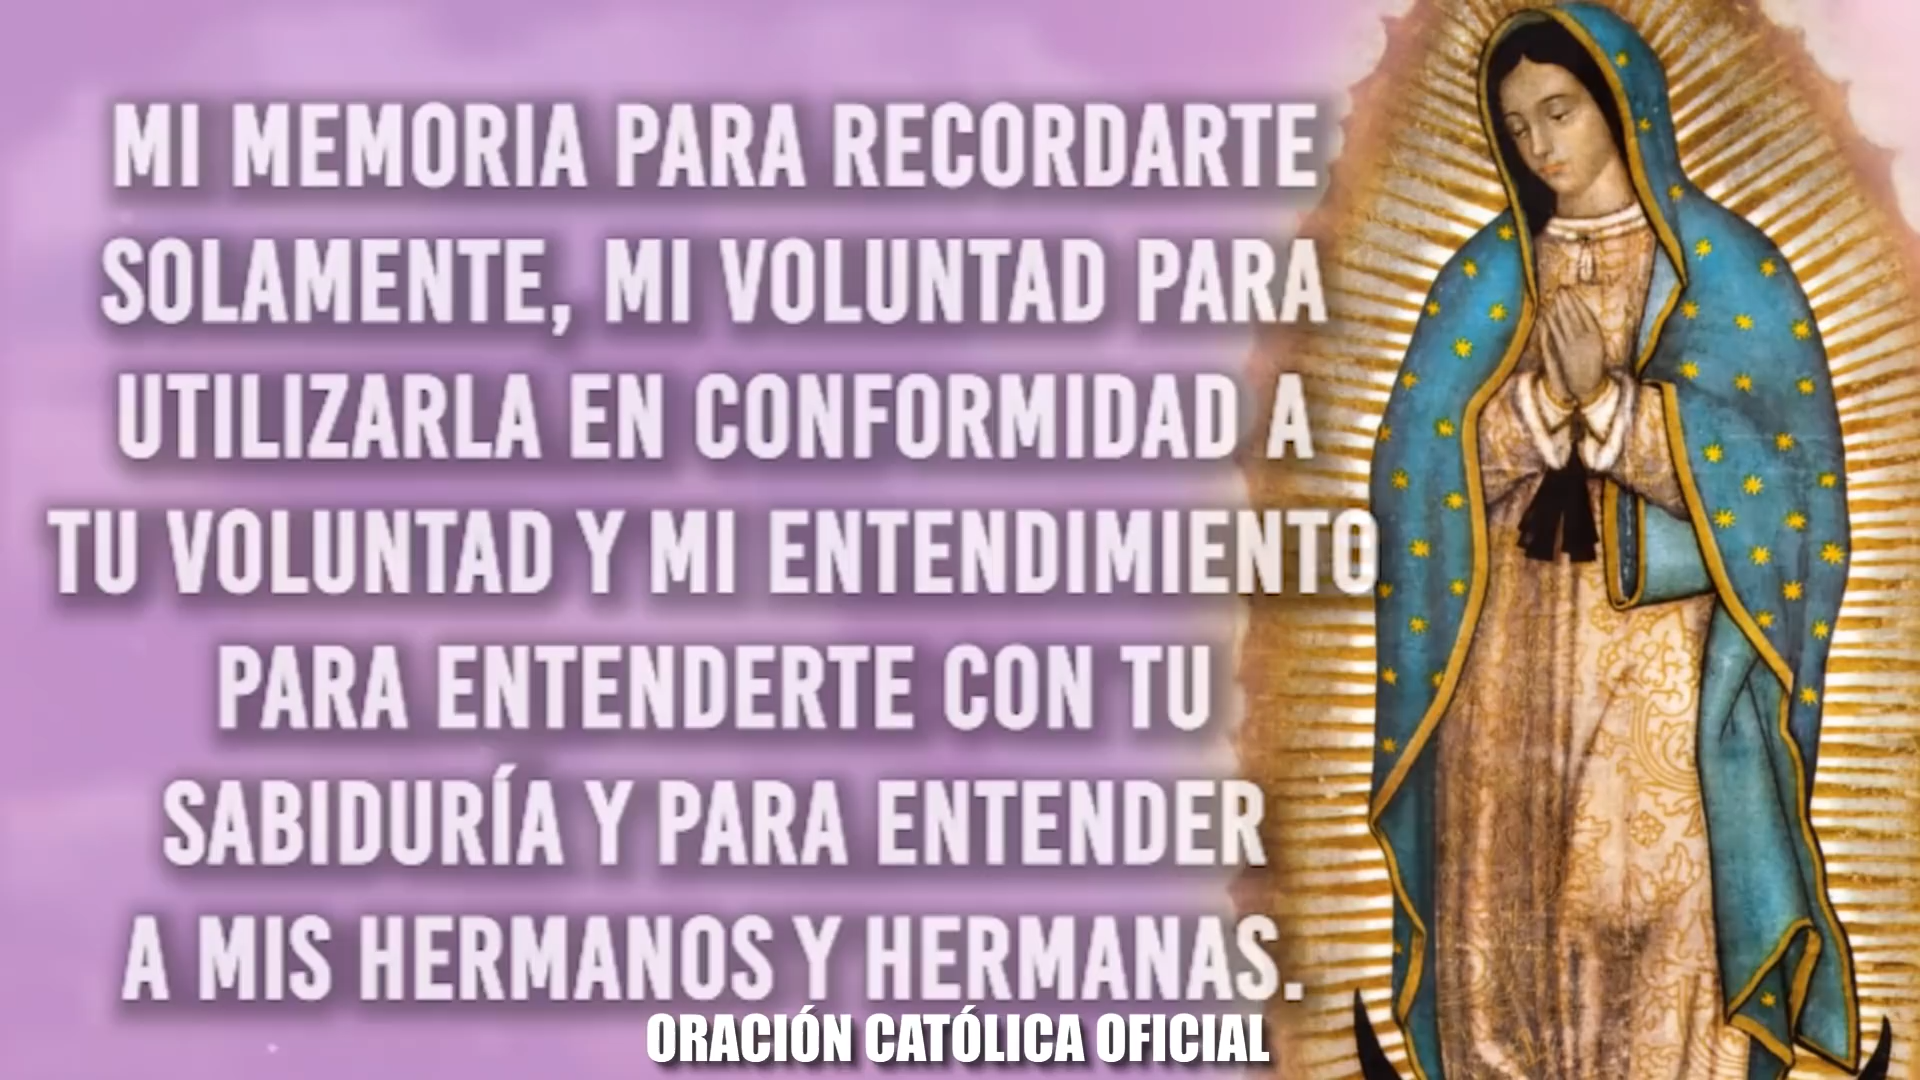 MI MEMORIA PARA RECORDARTE
SOLAMENTE, MI VOLUNTAD PARA
UTILIZARLA EN CONFORMIDAD A
TU VOLUNTAD Y MI ENTENDIMIENTO
PARA ENTENDERTE CON TU
SABIDURÍA Y PARA ENTENDER
A MIS HERMANOS Y HERMANAS.
ORACIÓN CATÓLICA OFICIAL